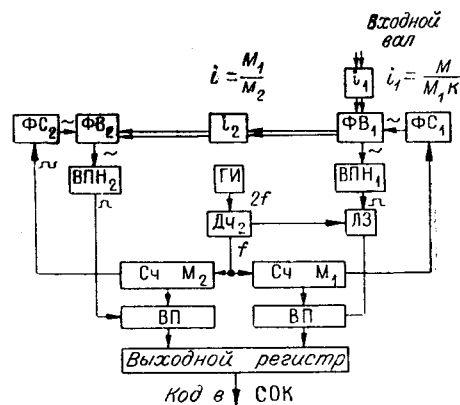 Входной
вал
i = M₁/M₂
i₁
i₁ = M/M₁K
ФС₂
~
ФВ₂
i₂
ФВ₁
~
ФС₁
~
~
ВПН₂
ГИ
ВПН₁
2f
ДЧ₂
ЛЗ
f
Сч M₂
Сч M₁
ВП
ВП
Выходной регистр
Код в СОК